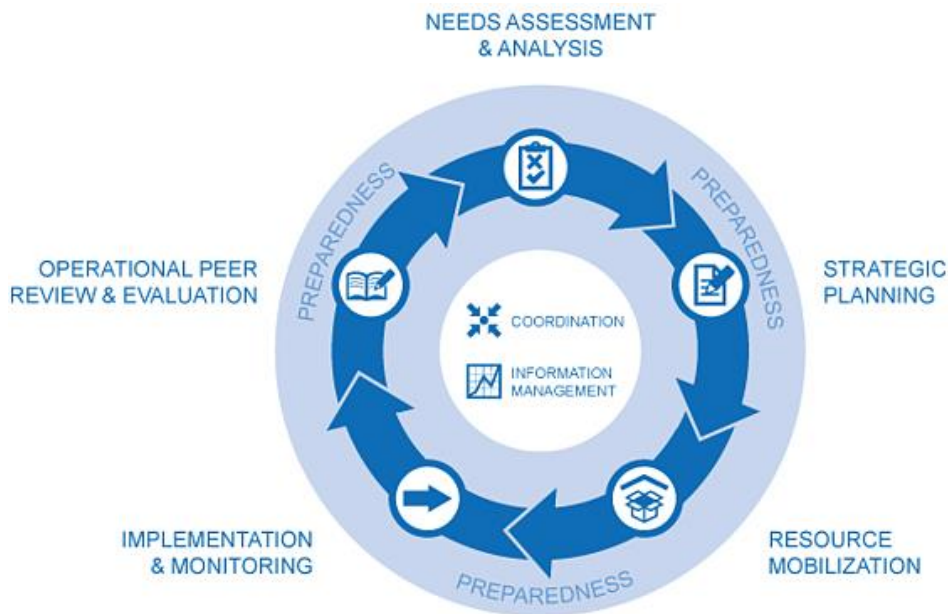 NEEDS ASSESSMENT
& ANALYSIS
PREPAREDNESS
PREPAREDNESS
OPERATIONAL PEER
REVIEW & EVALUATION
STRATEGIC
PLANNING
COORDINATION
INFORMATION
MANAGEMENT
IMPLEMENTATION
& MONITORING
RESOURCE
MOBILIZATION
PREPAREDNESS